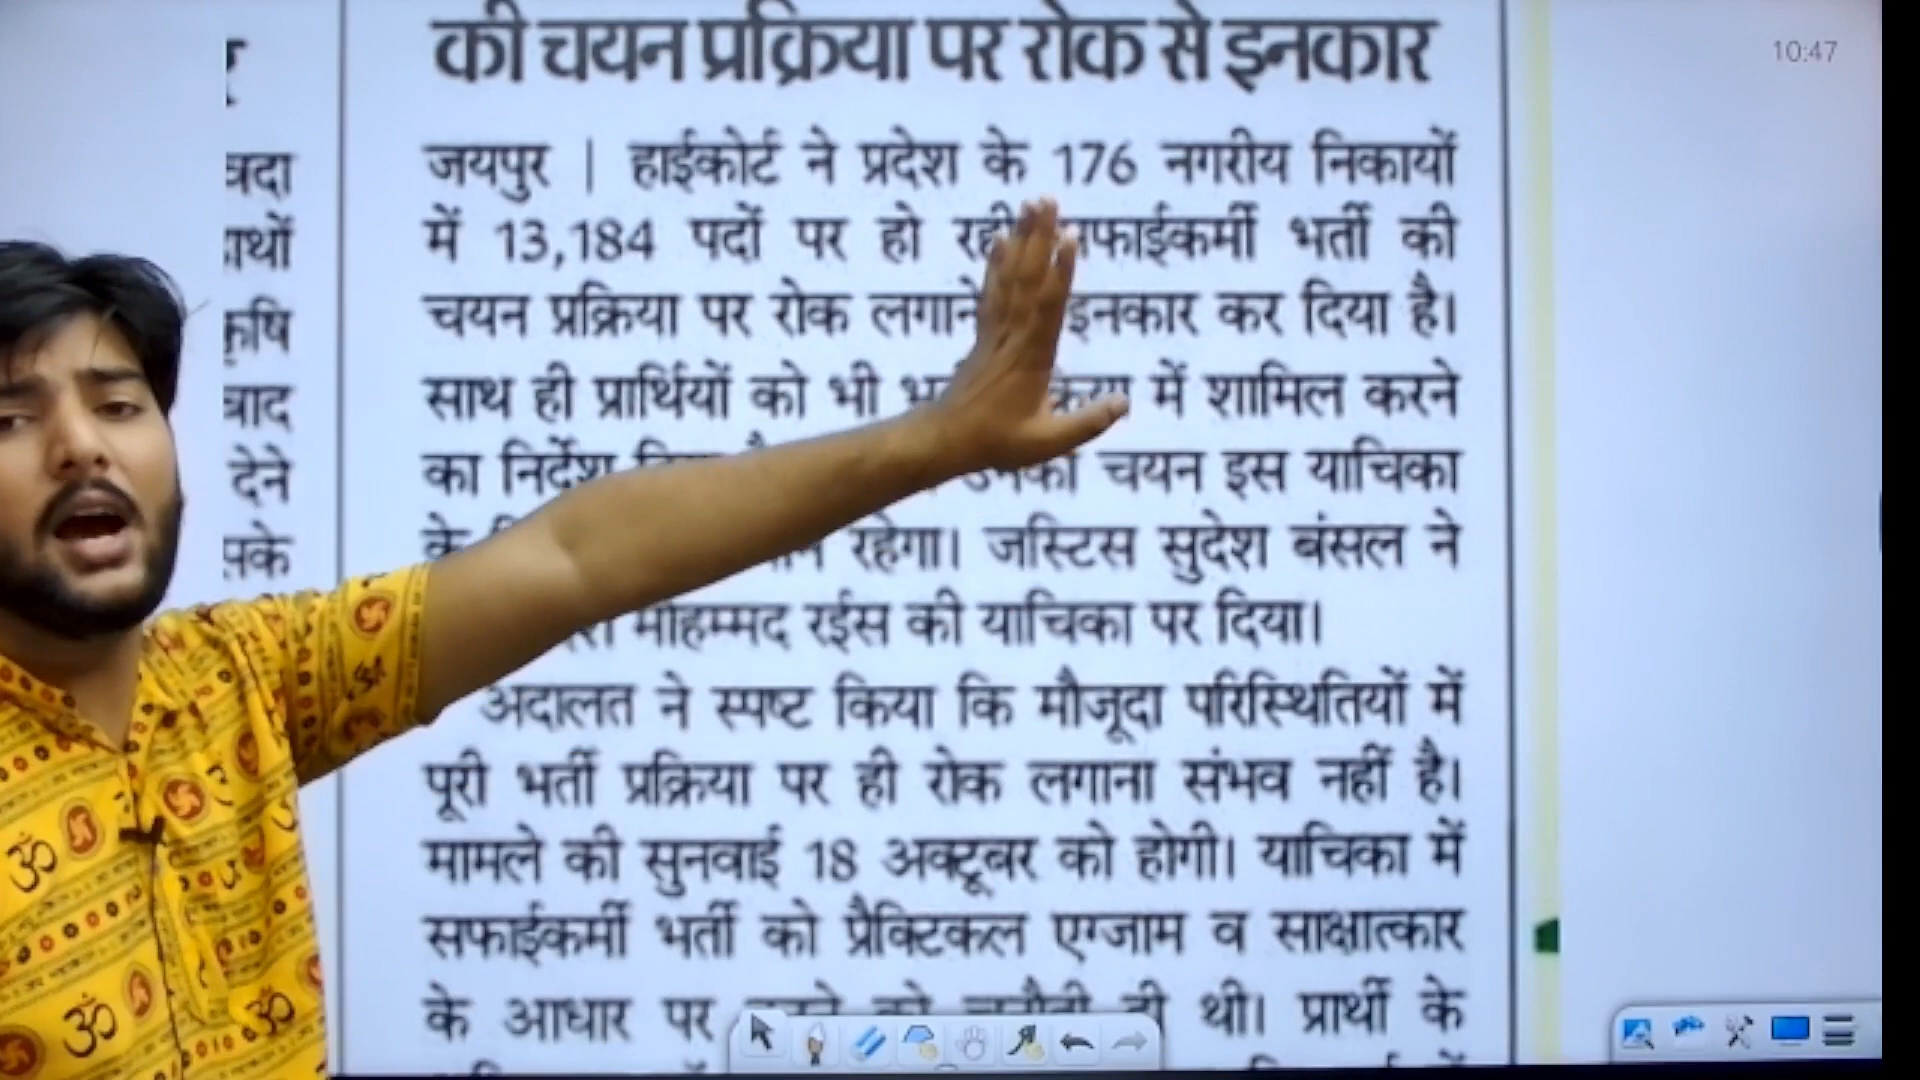 की चयन प्रक्रिया पर रोक से इनकार
10:47
जयपुर | हाईकोर्ट ने प्रदेश के 176 नगरीय निकायों
में 13,184 पदों पर हो रही सफाईकर्मी भर्ती की
चयन प्रक्रिया पर रोक लगाने इनकार कर दिया है।
साथ ही प्रार्थियों को भी में शामिल करने
का निर्देश चयन इस याचिका
के रहेगा। जस्टिस सुदेश बंसल ने
मोहम्मद रईस की याचिका पर दिया।
अदालत ने स्पष्ट किया कि मौजूदा परिस्थितियों में
पूरी भर्ती प्रक्रिया पर ही रोक लगाना संभव नहीं है।
मामले की सुनवाई 18 अक्टूबर को होगी। याचिका में
सफाईकर्मी भर्ती को प्रैक्टिकल एग्जाम व साक्षात्कार
के आधार पर थी। प्रार्थी के
देने
ॐ
ॐ
ॐ